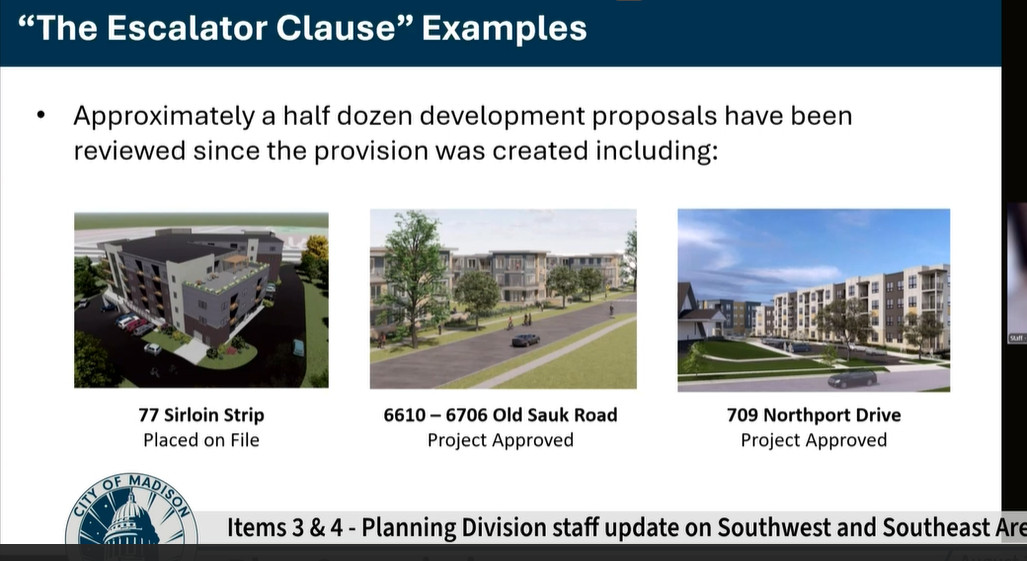 “The Escalator Clause” Examples
• Approximately a half dozen development proposals have been
reviewed since the provision was created including:
77 Sirloin Strip
Placed on File
6610 – 6706 Old Sauk Road
Project Approved
709 Northport Drive
Project Approved
CITY OF MADISON
Items 3 & 4 - Planning Division staff update on Southwest and Southeast Are
Staff -